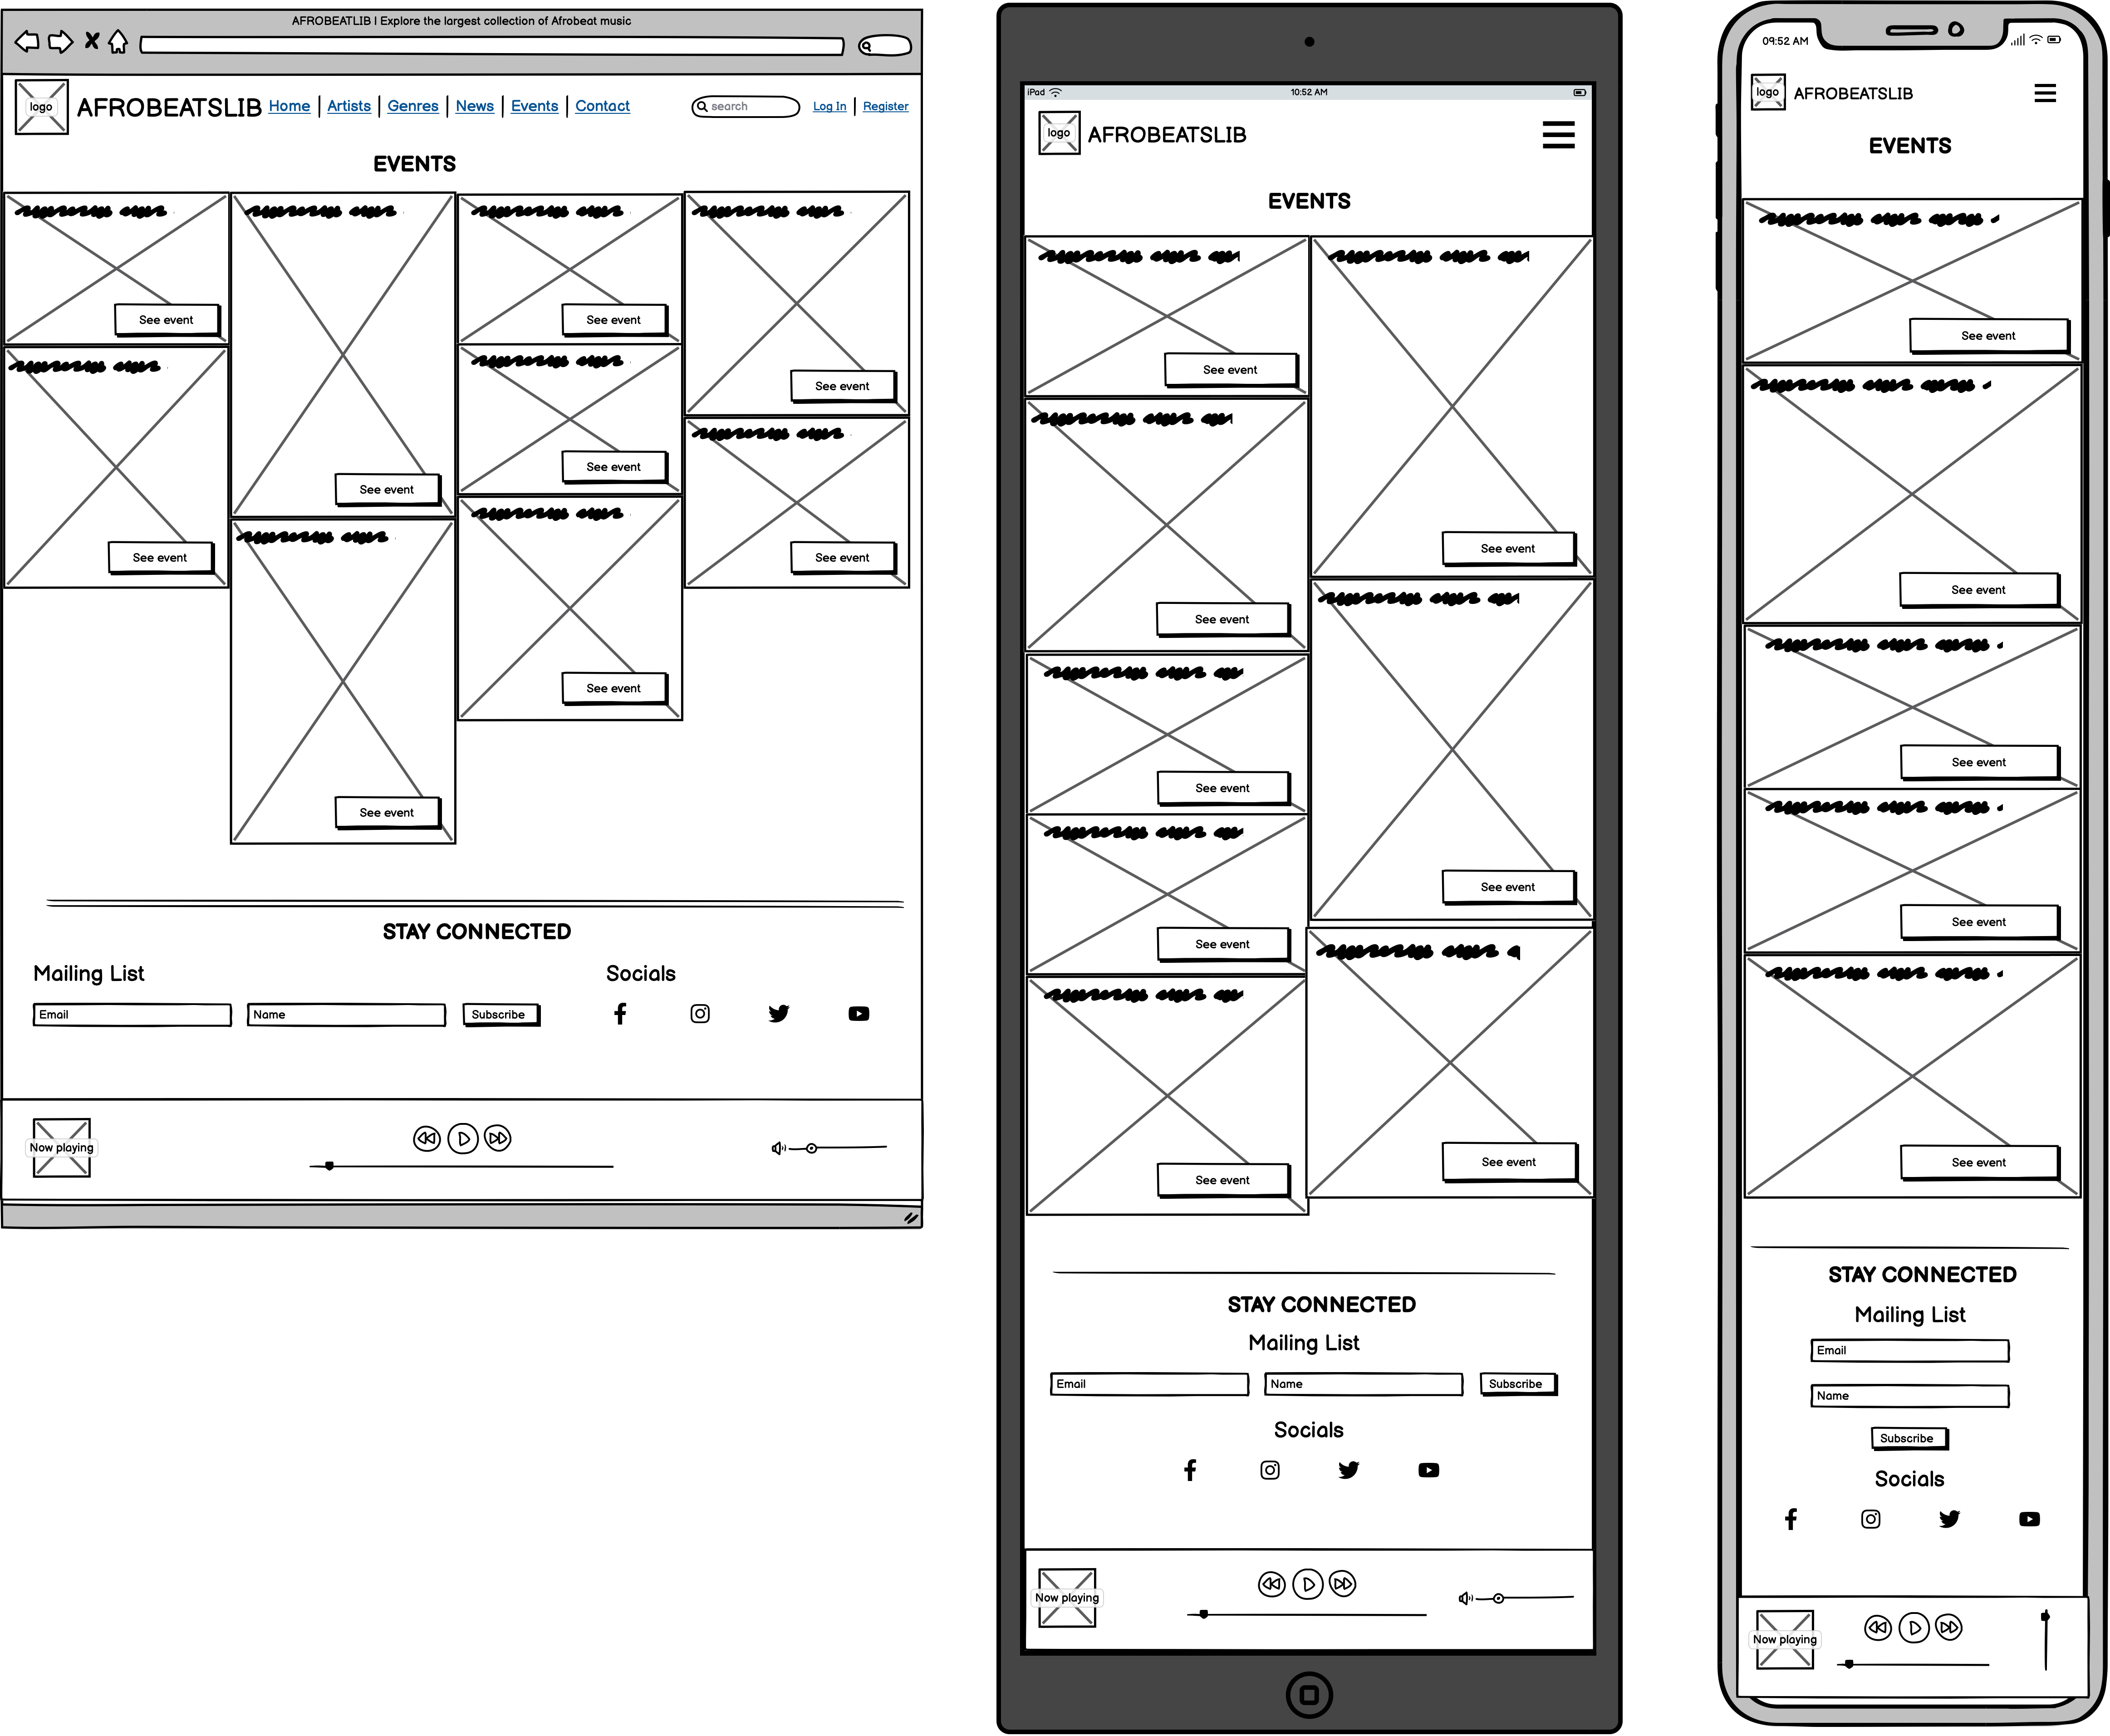 AFROBEATLIB | Explore the largest collection of Afrobeat music
logo AFROBEATSLIB Home | Artists | Genres | News | Events | Contact search Log In | Register
EVENTS
See event
See event
See event
See event
See event
See event
See event
See event
See event
STAY CONNECTED
Mailing List
Email Name Subscribe
Socials
Now playing
iPad 10:52 AM
logo AFROBEATSLIB
EVENTS
See event
See event
See event
See event
See event
See event
See event
See event
STAY CONNECTED
Mailing List
Email Name Subscribe
Socials
Now playing
09:52 AM
logo AFROBEATSLIB
EVENTS
See event
See event
See event
See event
See event
STAY CONNECTED
Mailing List
Email
Name
Subscribe
Socials
Now playing